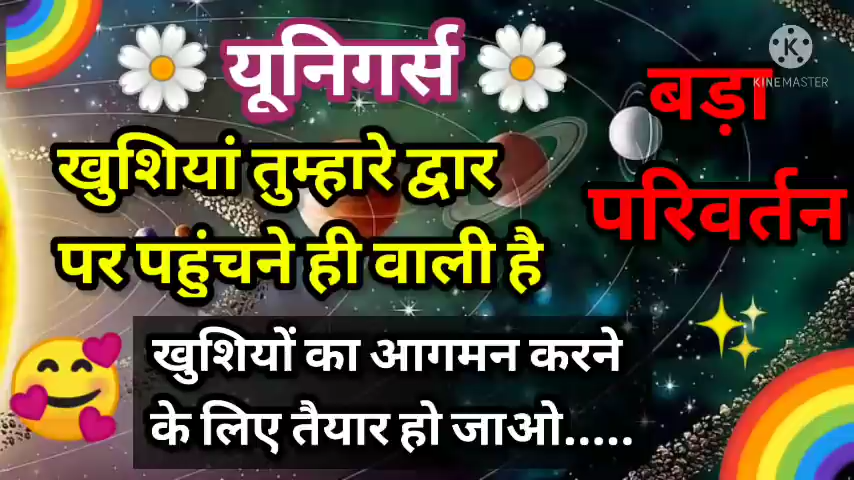 यूनिगर्स
बड़ा
KINEMASTER
परिवर्तन
खुशियां तुम्हारे द्वार
पर पहुंचने ही वाली है
खुशियों का आगमन करने
के लिए तैयार हो जाओ.....